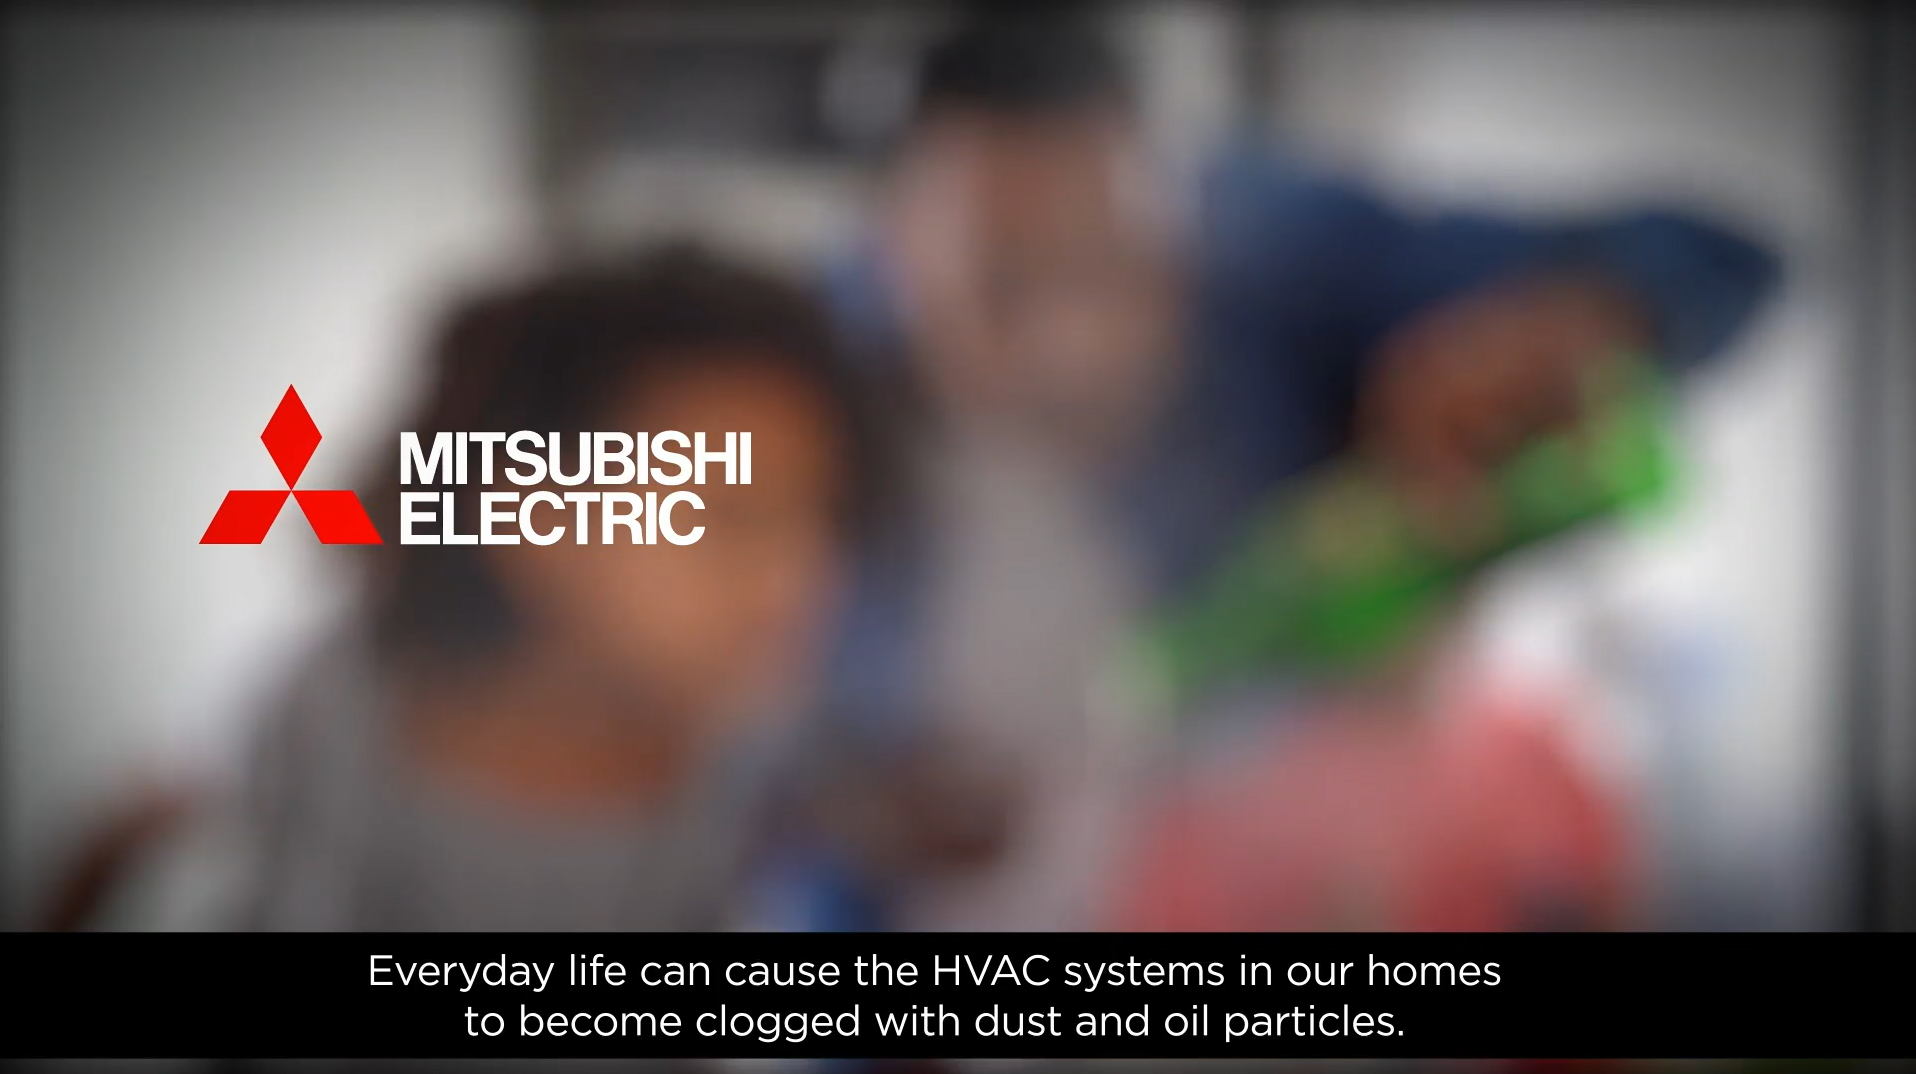 MITSUBISHI
ELECTRIC
Everyday life can cause the HVAC systems in our homes
to become clogged with dust and oil particles.